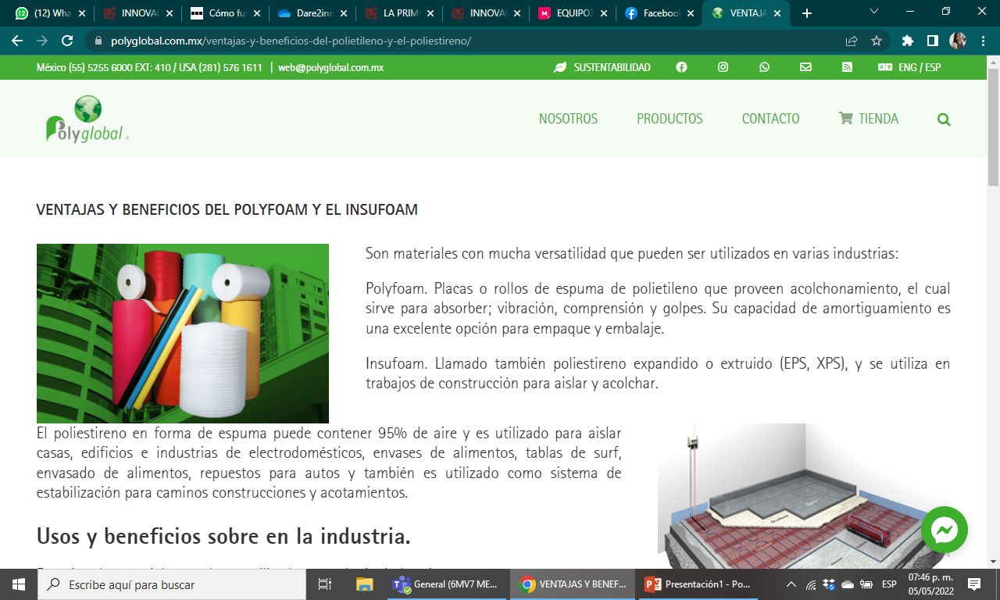 (12) Wha
INNOVAC
Cómo fu
Dare2inn
LA PRIM
INNOVAC
EQUIPO3
Facebook
VENTAJA
polyglobal.com.mx/ventajas-y-beneficios-del-polietileno-y-el-poliestireno/
México (55) 5255 6000 EXT: 410 / USA (281) 576 1611 | web@polyglobal.com.mx
SUSTENTABILIDAD
ENG / ESP
Polyglobal
NOSOTROS
PRODUCTOS
CONTACTO
TIENDA
VENTAJAS Y BENEFICIOS DEL POLYFOAM Y EL INSUFOAM
Son materiales con mucha versatilidad que pueden ser utilizados en varias industrias:
Polyfoam. Placas o rollos de espuma de polietileno que proveen acolchonamiento, el cual
sirve para absorber; vibración, comprensión y golpes. Su capacidad de amortiguamiento es
una excelente opción para empaque y embalaje.
Insufoam. Llamado también poliestireno expandido o extruido (EPS, XPS), y se utiliza en
trabajos de construcción para aislar y acolchar.
El poliestireno en forma de espuma puede contener 95% de aire y es utilizado para aislar
casas, edificios e industrias de electrodomésticos, envases de alimentos, tablas de surf,
envasado de alimentos, repuestos para autos y también es utilizado como sistema de
estabilización para caminos construcciones y acotamientos.
Usos y beneficios sobre en la industria.
Escribe aquí para buscar
General (6MV7 ME...
VENTAJAS Y BENEF...
Presentación1 - Po...
ESP
07:46 p. m.
05/05/2022